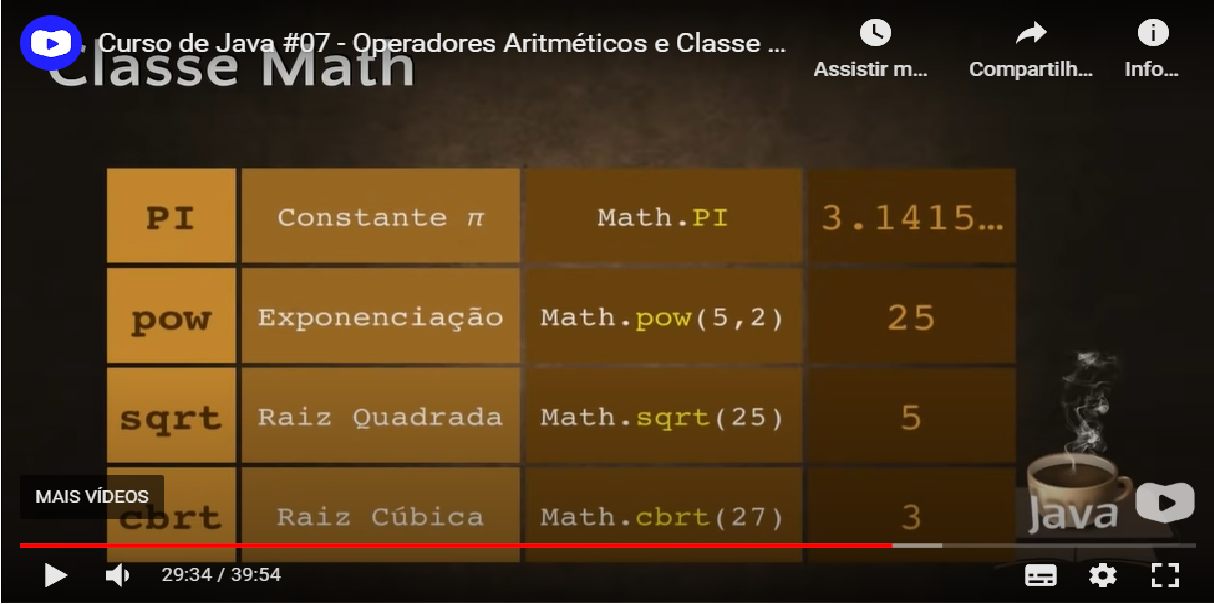 Curso de Java #07 - Operadores Aritméticos e Classe ...
Assistir m...
Compartilh...
Info...
Classe Math
PI Constante π Math.PI 3.1415…
pow Exponenciação Math.pow(5,2) 25
sqrt Raiz Quadrada Math.sqrt(25) 5
cbrt Raiz Cúbica Math.cbrt(27) 3
MAIS VÍDEOS
Java
29:34 / 39:54